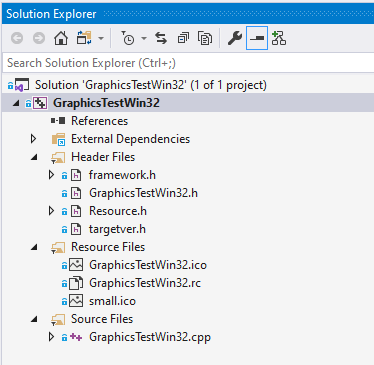 Solution Explorer
Search Solution Explorer (Ctrl+;)
Solution 'GraphicsTestWin32' (1 of 1 project)
GraphicsTestWin32
References
External Dependencies
Header Files
framework.h
GraphicsTestWin32.h
Resource.h
targetver.h
Resource Files
GraphicsTestWin32.ico
GraphicsTestWin32.rc
small.ico
Source Files
GraphicsTestWin32.cpp